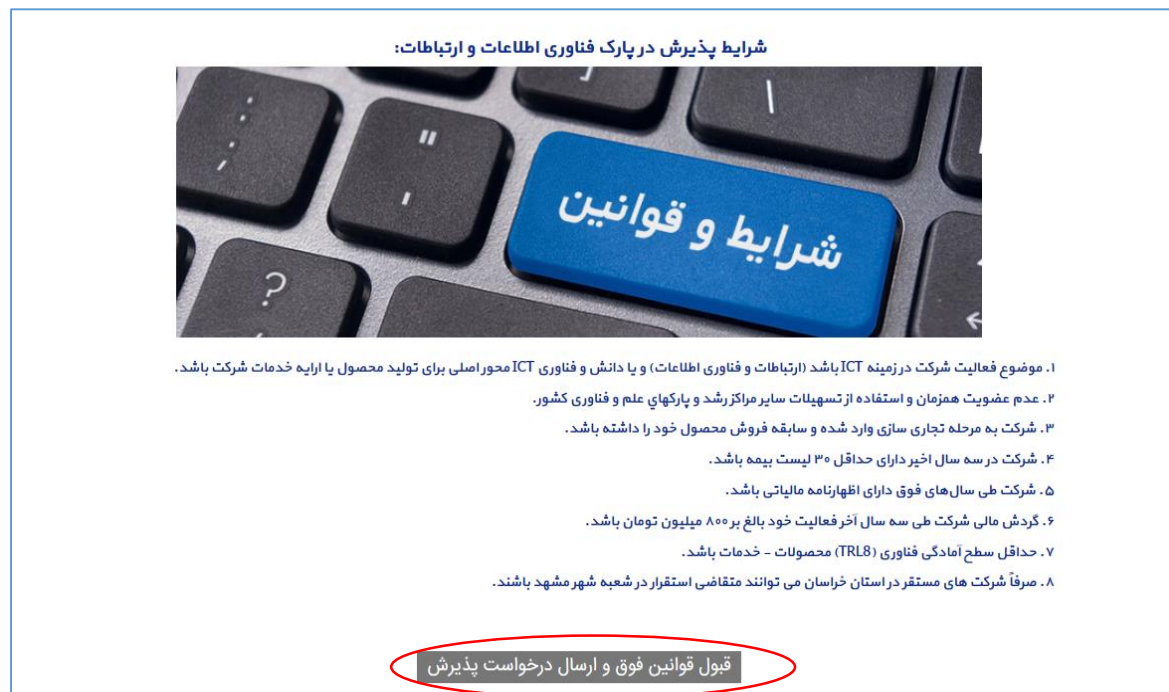 شرایط پذیرش در پارک فناوری اطلاعات و ارتباطات:
شرایط و قوانین
۱. موضوع فعالیت شرکت در زمینه ICT باشد (ارتباطات و فناوری اطلاعات) و یا دانش و فناوری ICT محور اصلی برای تولید محصول یا ارایه خدمات شرکت باشد.
۲. عدم عضویت همزمان و استفاده از تسهیلات سایر مراکز رشد و پارکهاي علم و فناوری کشور.
۳. شرکت به مرحله تجاری سازی وارد شده و سابقه فروش محصول خود را داشته باشد.
۴. شرکت در سه سال اخیر دارای حداقل ۳۰ لیست بیمه باشد.
۵. شرکت طی سال‌های فوق دارای اظهارنامه مالیاتی باشد.
۶. گردش مالی شرکت طی سه سال آخر فعالیت خود بالغ بر ۸۰۰ میلیون تومان باشد.
۷. حداقل سطح آمادگی فناوری (TRL8) محصولات - خدمات باشد.
۸. صرفاً شرکت های مستقر در استان خراسان می توانند متقاضی استقرار در شعبه شهر مشهد باشند.
قبول قوانین فوق و ارسال درخواست پذیرش